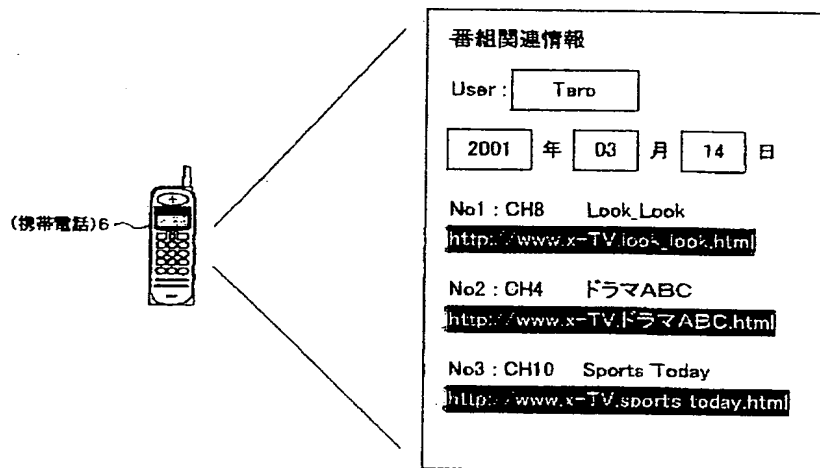 番組関連情報
User : Taro
2001 年 03 月 14 日
No1 : CH8 Look_Look
http://www.x-TV.look_look.html
No2 : CH4 ドラマABC
http://www.x-TV.ドラマABC.html
No3 : CH10 Sports Today
http://www.x-TV.sports_today.html
(携帯電話)6